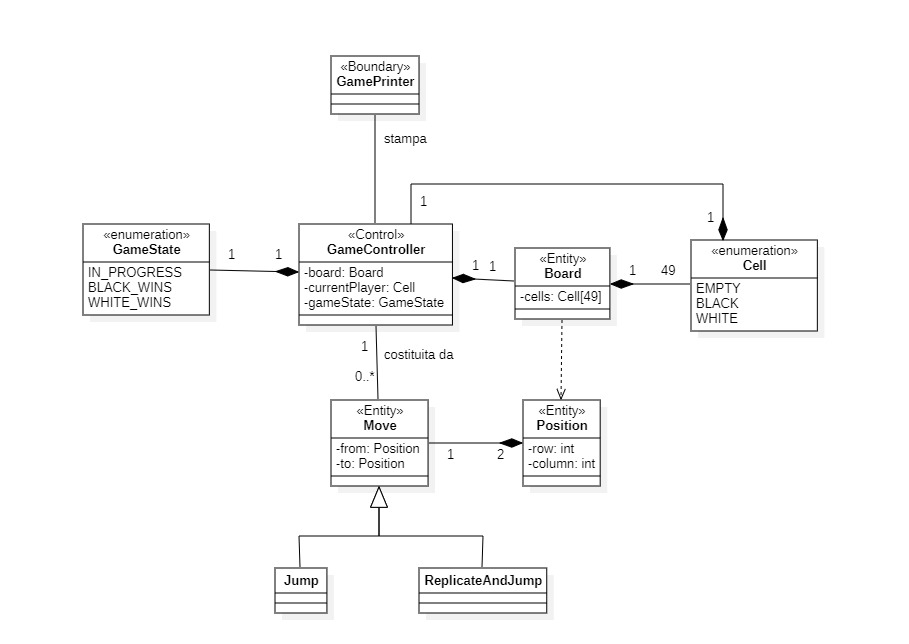 «Boundary»
GamePrinter
stampa
1
1
«enumeration»
GameState
IN_PROGRESS
BLACK_WINS
WHITE_WINS
1
1
«Control»
GameController
-board: Board
-currentPlayer: Cell
-gameState: GameState
1
1
«Entity»
Board
-cells: Cell[49]
1
49
«enumeration»
Cell
EMPTY
BLACK
WHITE
1
costituita da
0..*
«Entity»
Move
-from: Position
-to: Position
1
2
«Entity»
Position
-row: int
-column: int
Jump
ReplicateAndJump